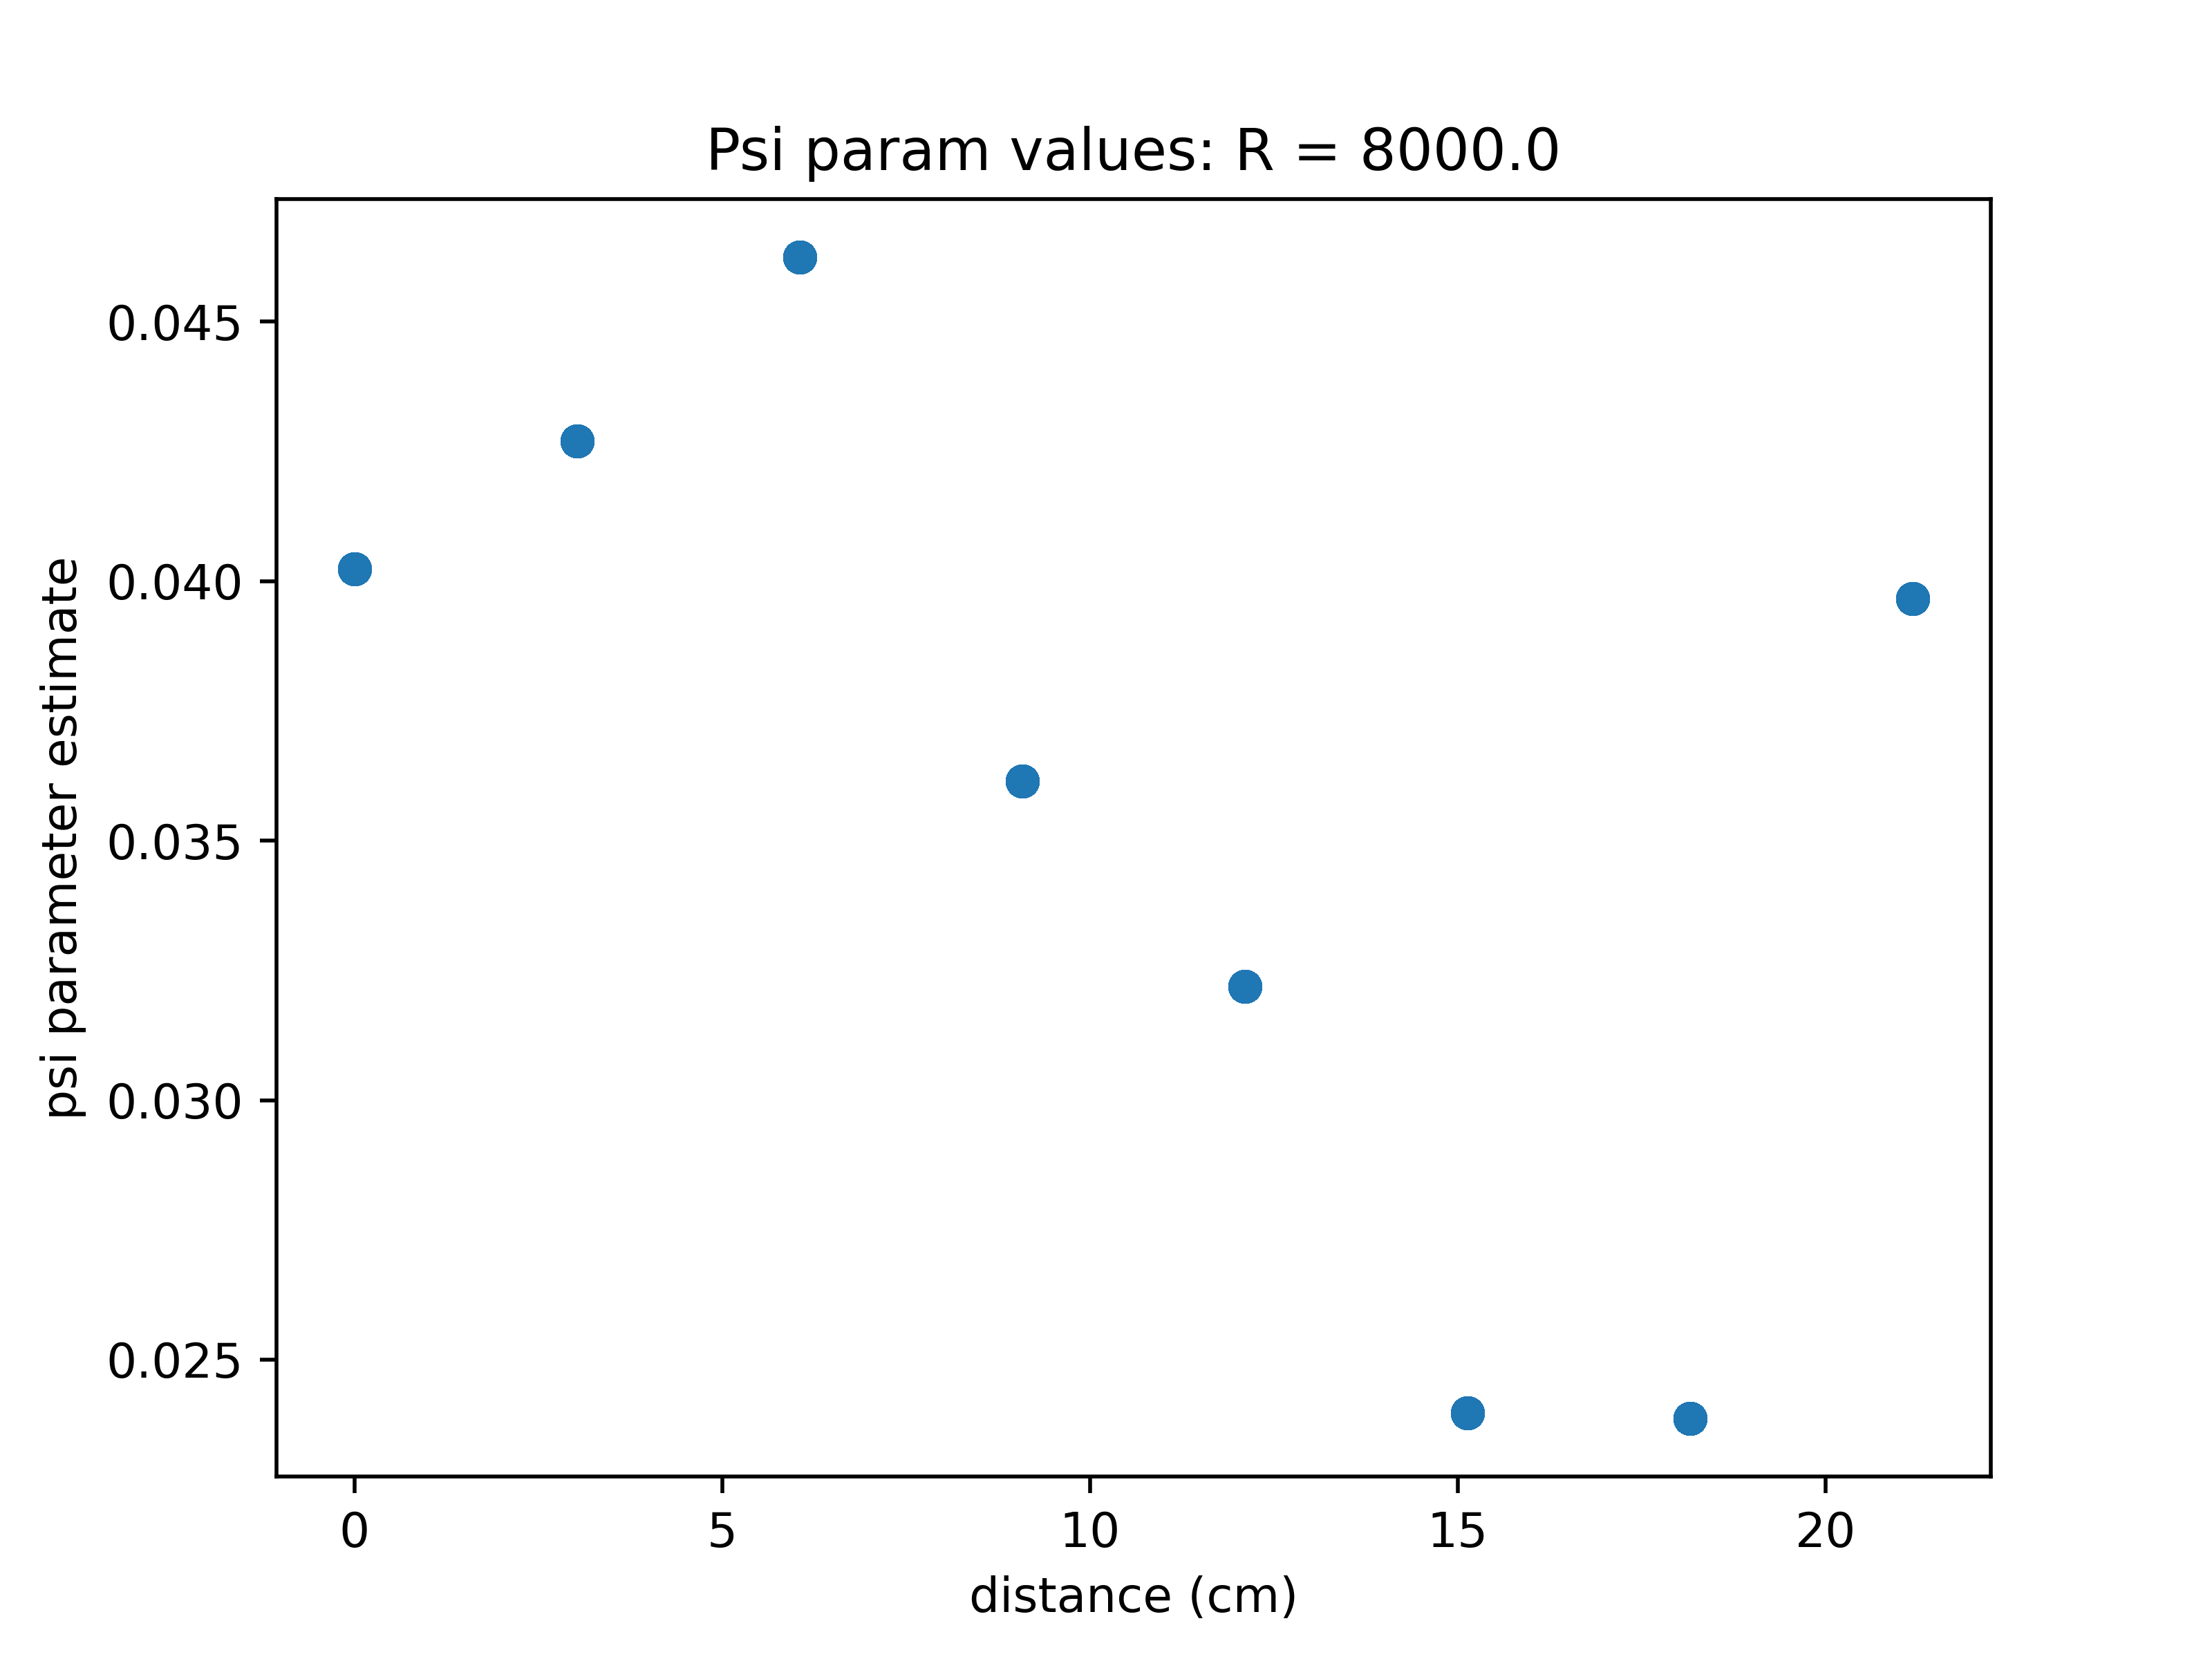 Psi param values: R = 8000.0
psi parameter estimate
0.045
0.040
0.035
0.030
0.025
0 5 10 15 20
distance (cm)